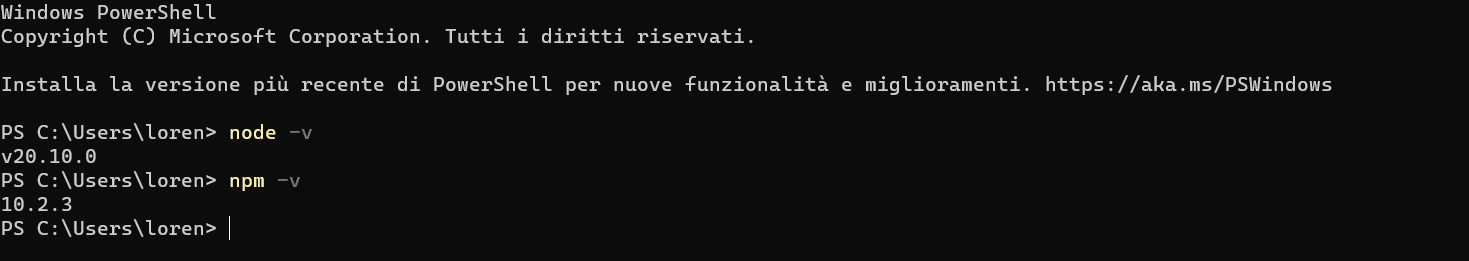 Windows PowerShell
Copyright (C) Microsoft Corporation. Tutti i diritti riservati.
Installa la versione più recente di PowerShell per nuove funzionalità e miglioramenti. https://aka.ms/PSWindows
PS C:\Users\loren> node -v
v20.10.0
PS C:\Users\loren> npm -v
10.2.3
PS C:\Users\loren>